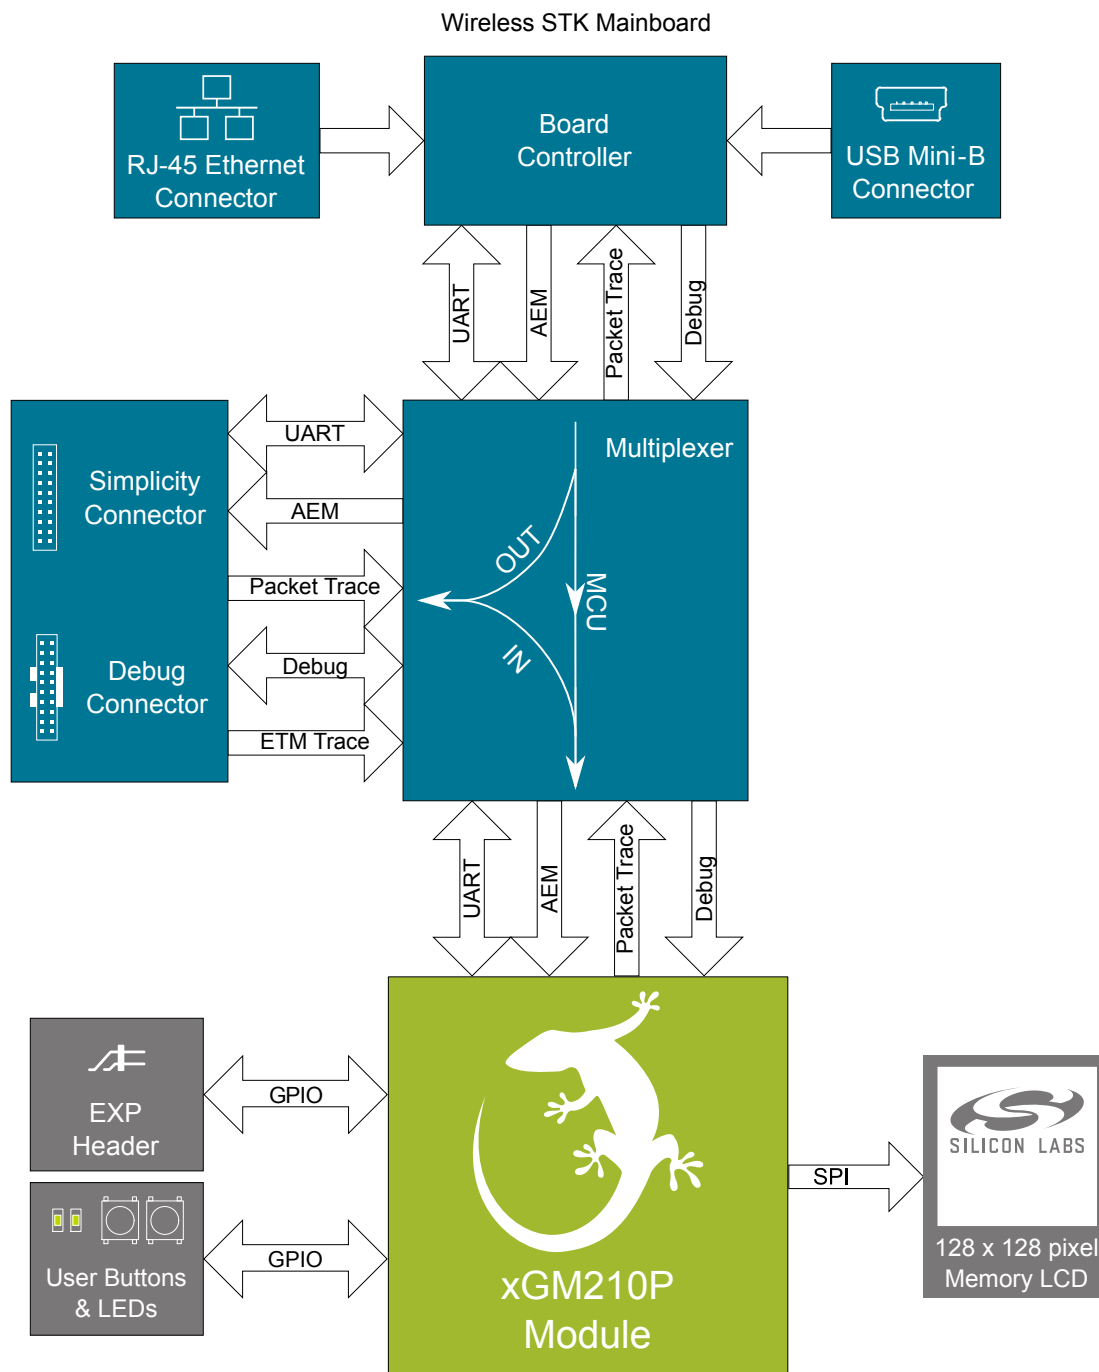 Wireless STK Mainboard
RJ-45 Ethernet
Connector
Board
Controller
USB Mini-B
Connector
UART
AEM
Packet Trace
Debug
Simplicity
Connector
Debug
Connector
UART
AEM
Packet Trace
Debug
ETM Trace
Multiplexer
OUT
MCU
IN
UART
AEM
Packet Trace
Debug
EXP
Header
GPIO
User Buttons
& LEDs
GPIO
xGM210P
Module
SPI
SILICON LABS
128 x 128 pixel
Memory LCD